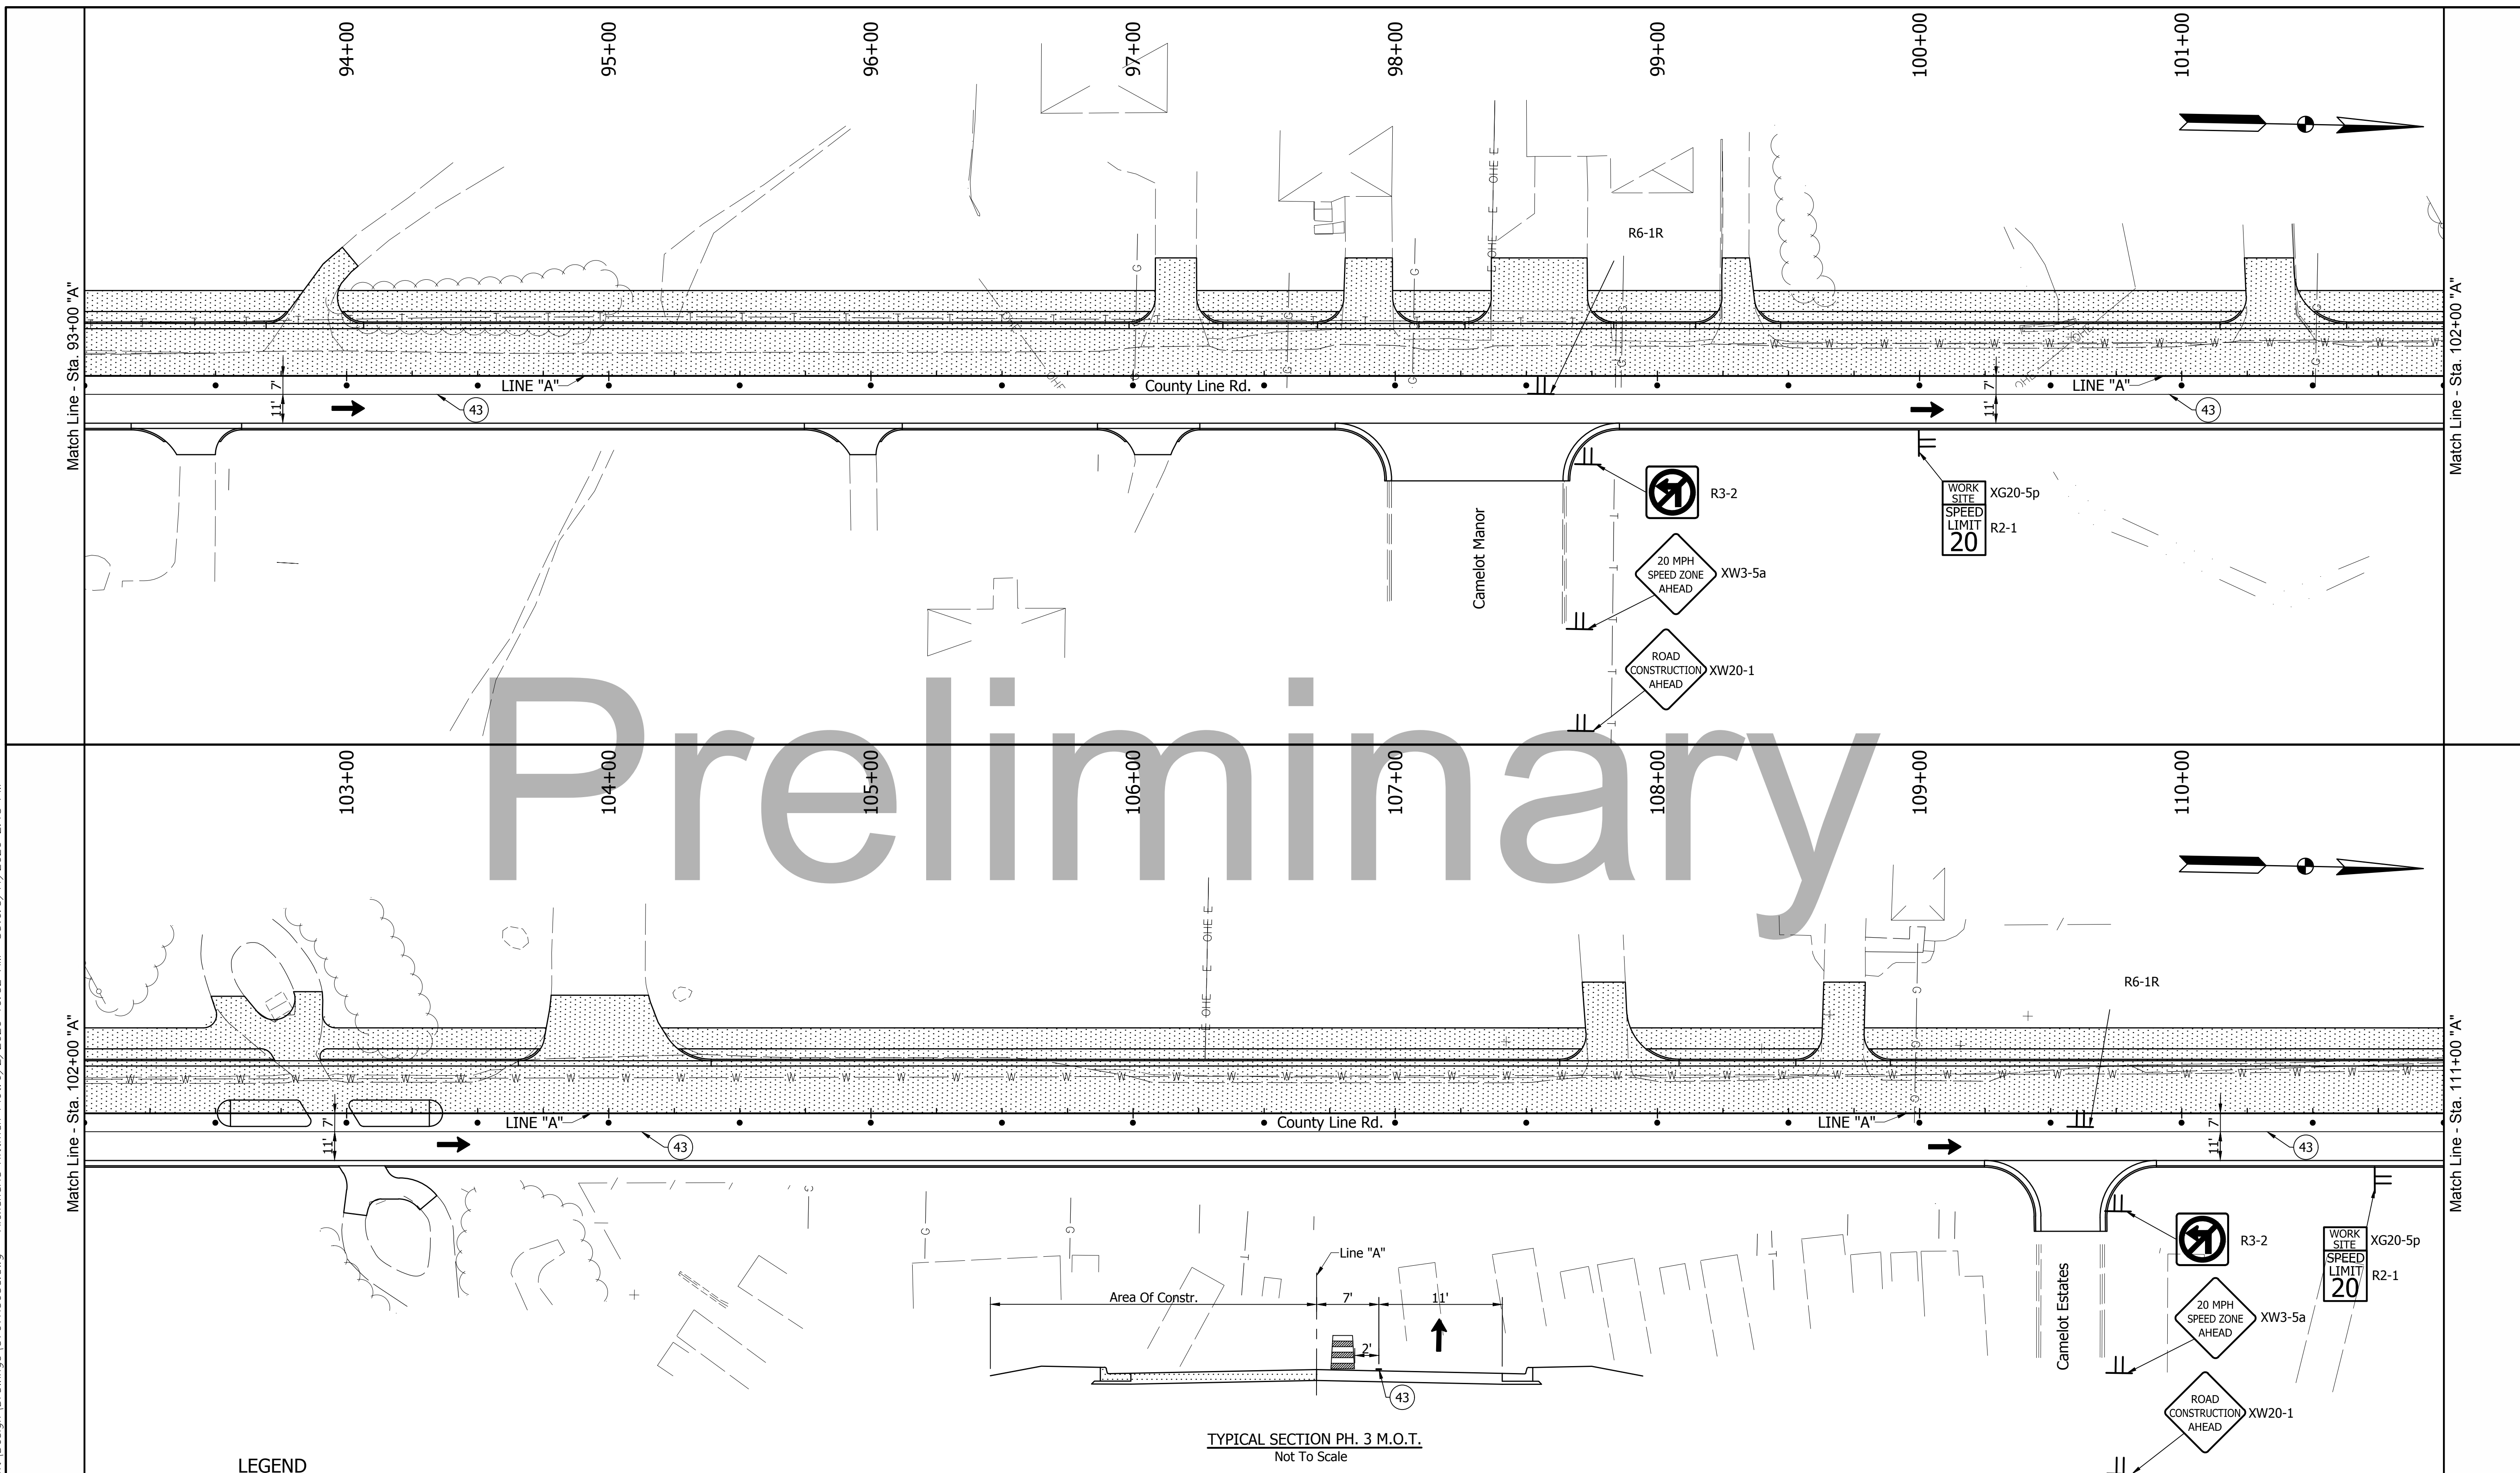 94+00
95+00
96+00
97+00
98+00
99+00
100+00
101+00
Match Line - Sta. 93+00 "A"
Match Line - Sta. 102+00 "A"
R6-1R
E OHE E OHE E
OHE
OHE
G G G G G G G G
T T T T T T T T
W W W W W W W W W W W W W
7'
11'
LINE "A"
County Line Rd.
LINE "A"
7'
11'
43
43
R3-2
WORK
SITE
XG20-5p
SPEED
LIMIT
20
R2-1
Camelot Manor
20 MPH
SPEED ZONE
AHEAD
XW3-5a
ROAD
CONSTRUCTION
AHEAD
XW20-1
Preliminary
103+00
104+00
105+00
106+00
107+00
108+00
109+00
110+00
Match Line - Sta. 102+00 "A"
Match Line - Sta. 111+00 "A"
E OHE E OHE E
R6-1R
7'
11'
LINE "A"
County Line Rd.
LINE "A"
7'
11'
43
43
R3-2
WORK
SITE
XG20-5p
SPEED
LIMIT
20
R2-1
Camelot Estates
20 MPH
SPEED ZONE
AHEAD
XW3-5a
ROAD
CONSTRUCTION
AHEAD
XW20-1
Line "A"
Area Of Constr.
7'
11'
2'
43
TYPICAL SECTION PH. 3 M.O.T.
Not To Scale
LEGEND